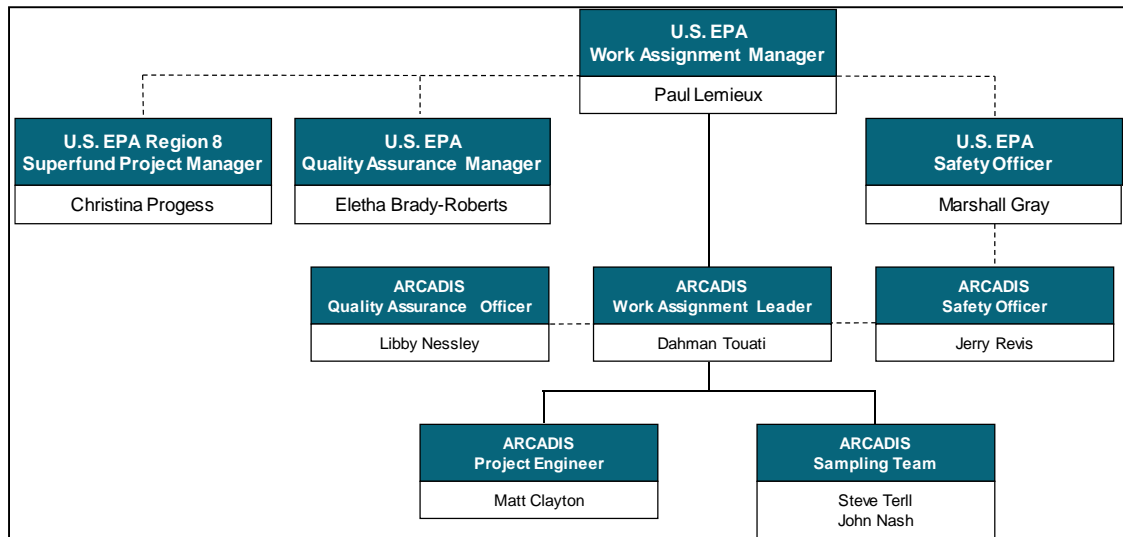 U.S. EPA
Work Assignment Manager
Paul Lemieux
U.S. EPA Region 8
Superfund Project Manager
Christina Progess
U.S. EPA
Quality Assurance Manager
Eletha Brady-Roberts
U.S. EPA
Safety Officer
Marshall Gray
ARCADIS
Quality Assurance Officer
Libby Nessley
ARCADIS
Work Assignment Leader
Dahman Touati
ARCADIS
Safety Officer
Jerry Revis
ARCADIS
Project Engineer
Matt Clayton
ARCADIS
Sampling Team
Steve Terll
John Nash